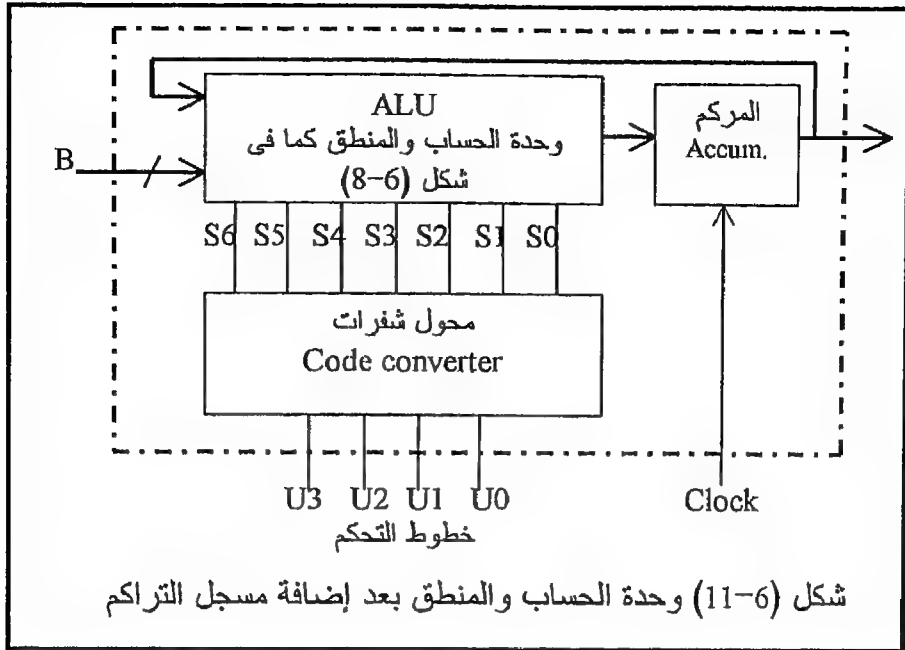 ALU
وحدة الحساب والمنطق كما فى
شكل (6-8)
المركم
Accum.
B
S6 S5 S4 S3 S2 S1 S0
محول شفرات
Code converter
U3 U2 U1 U0
Clock
خطوط التحكم
شكل (6-11) وحدة الحساب والمنطق بعد إضافة مسجل التراكم